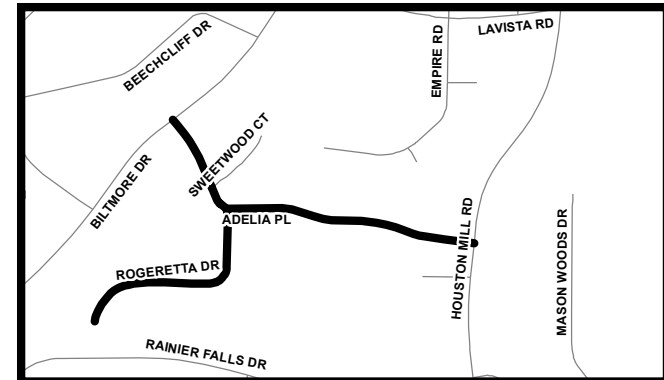 LAVISTA RD
BEECHCLIFF DR
EMPIRE RD
SWEETWOOD CT
BILTMORE DR
ADELIA PL
HOUSTON MILL RD
MASON WOODS DR
ROGERETTA DR
RAINIER FALLS DR